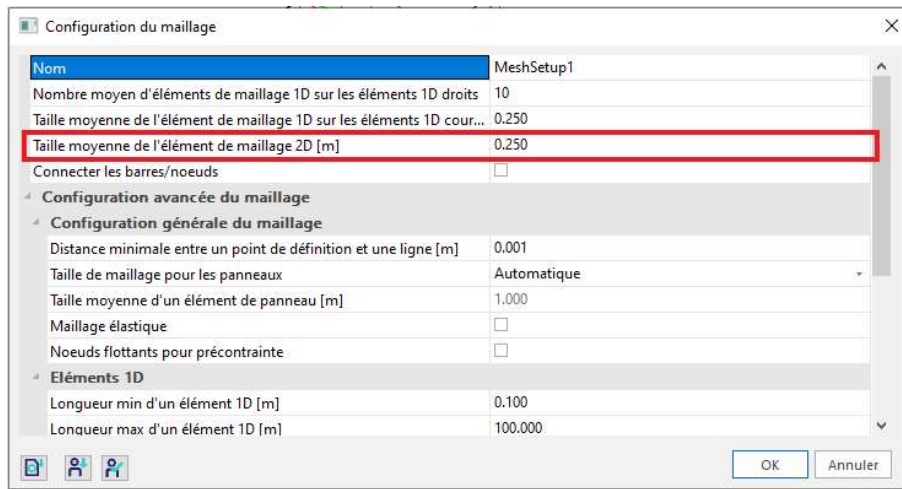 Configuration du maillage
Nom MeshSetup1
Nombre moyen d'éléments de maillage 1D sur les éléments 1D droits 10
Taille moyenne de l'élément de maillage 1D sur les éléments 1D cour... 0.250
Taille moyenne de l'élément de maillage 2D [m] 0.250
Connecter les barres/noeuds
Configuration avancée du maillage
Configuration générale du maillage
Distance minimale entre un point de définition et une ligne [m] 0.001
Taille de maillage pour les panneaux Automatique
Taille moyenne d'un élément de panneau [m] 1.000
Maillage élastique
Noeuds flottants pour précontrainte
Eléments 1D
Longueur min d'un élément 1D [m] 0.100
Longueur max d'un élément 1D [m] 100.000
OK Annuler